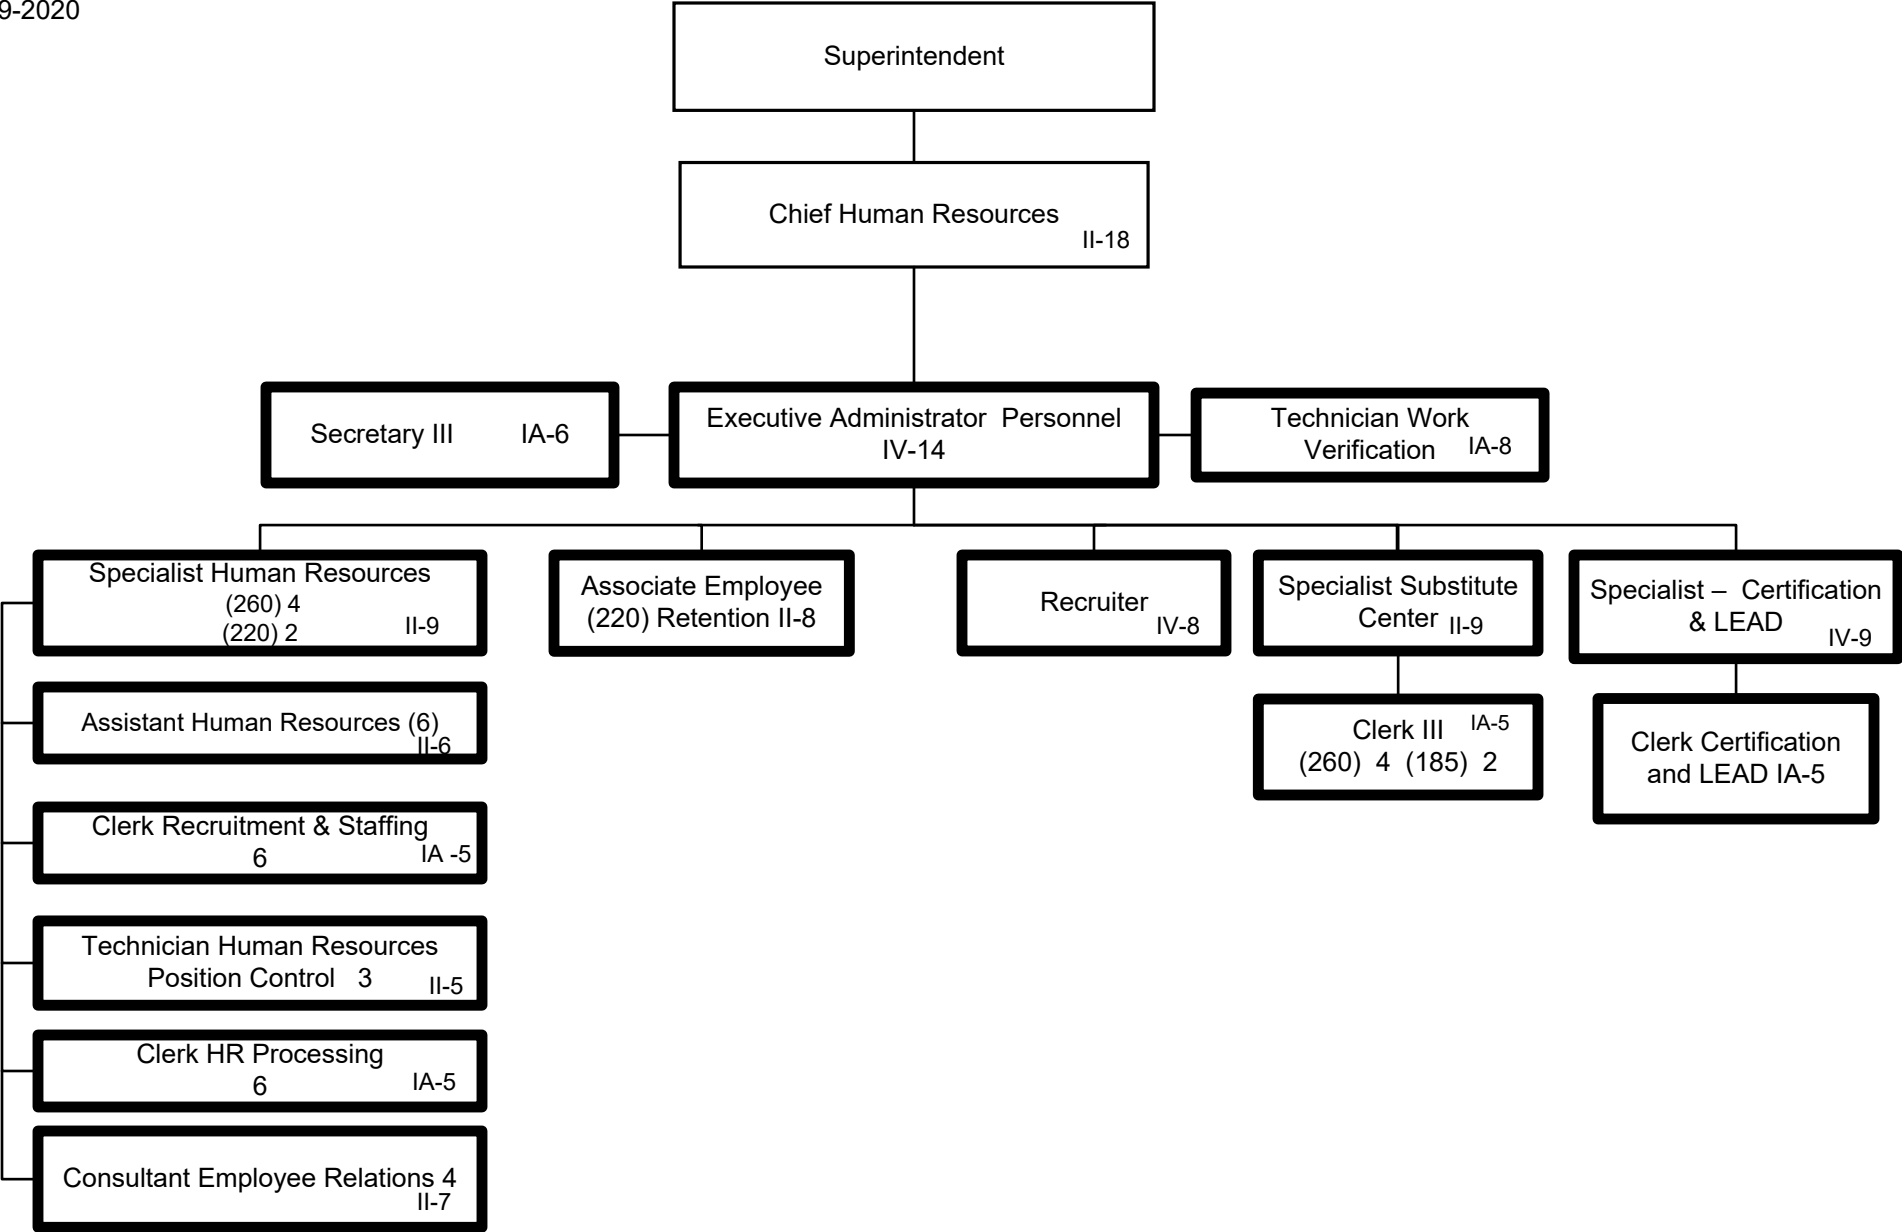 9-2020
Superintendent
Chief Human Resources
II-18
Secretary III IA-6
Executive Administrator Personnel
IV-14
Technician Work
Verification IA-8
Specialist Human Resources
(260) 4
(220) 2 II-9
Associate Employee
(220) Retention II-8
Recruiter
IV-8
Specialist Substitute
Center II-9
Specialist – Certification
& LEAD
IV-9
Assistant Human Resources (6)
II-6
Clerk III IA-5
(260) 4 (185) 2
Clerk Certification
and LEAD IA-5
Clerk Recruitment & Staffing
6 IA -5
Technician Human Resources
Position Control 3 II-5
Clerk HR Processing
6 IA-5
Consultant Employee Relations 4
II-7